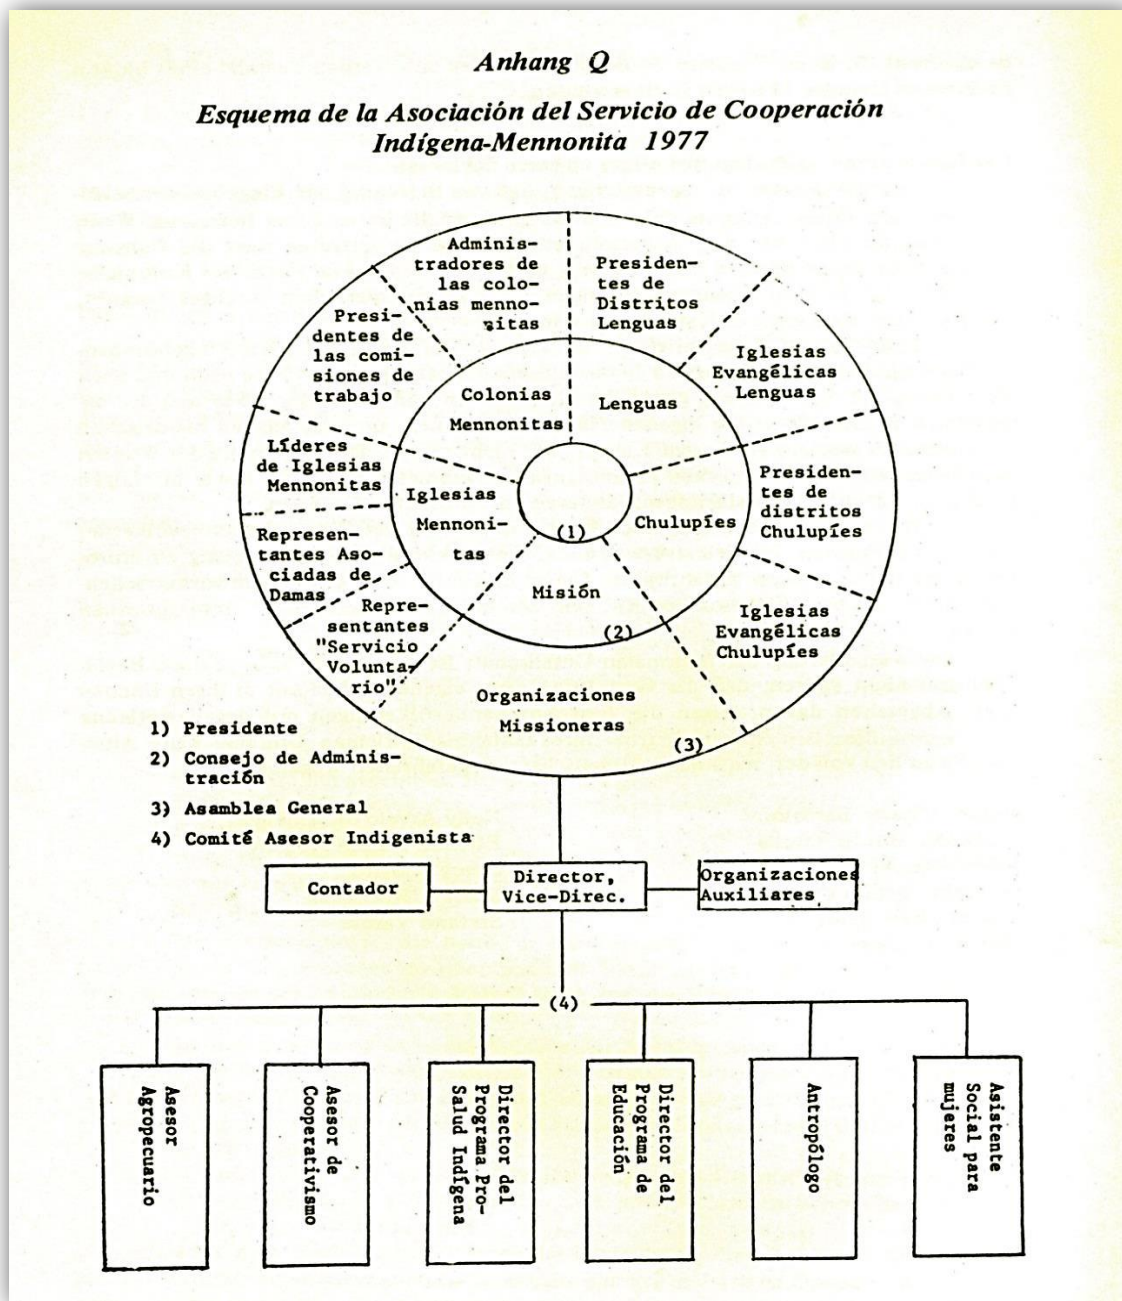 Anhang Q
Esquema de la Asociación del Servicio de Cooperación
Indígena-Mennonita 1977
Adminis-
tradores de
las colo-
nias menno-
sitas
Presiden-
tes de
Distritos
Lenguas
Presi-
dentes de
las comi-
siones de
trabajo
Iglesias
Evangélicas
Lenguas
Colonias
Mennonitas
Lenguas
Líderes
de Iglesias
Mennonitas
Iglesias
Mennoni-
tas
(1)
Chulupíes
Presiden-
tes de
distritos
Chulupíes
Represen-
tantes Aso-
ciadas de
Damas
Misión
(2)
Repre-
sentantes
"Servicio
Volunta-
rio"
Iglesias
Evangélicas
Chulupíes
Organizaciones
Missioneras
(3)
1) Presidente
2) Consejo de Adminis-
tración
3) Asamblea General
4) Comité Asesor Indigenista
Contador
Director,
Vice-Direc.
Organizaciones
Auxiliares
(4)
Asesor
Agropecuario
Asesor de
Cooperativismo
Director del
Programa Pro-
Salud Indígena
Director del
Programa de
Educación
Antropólogo
Asistente
Social para
mujeres